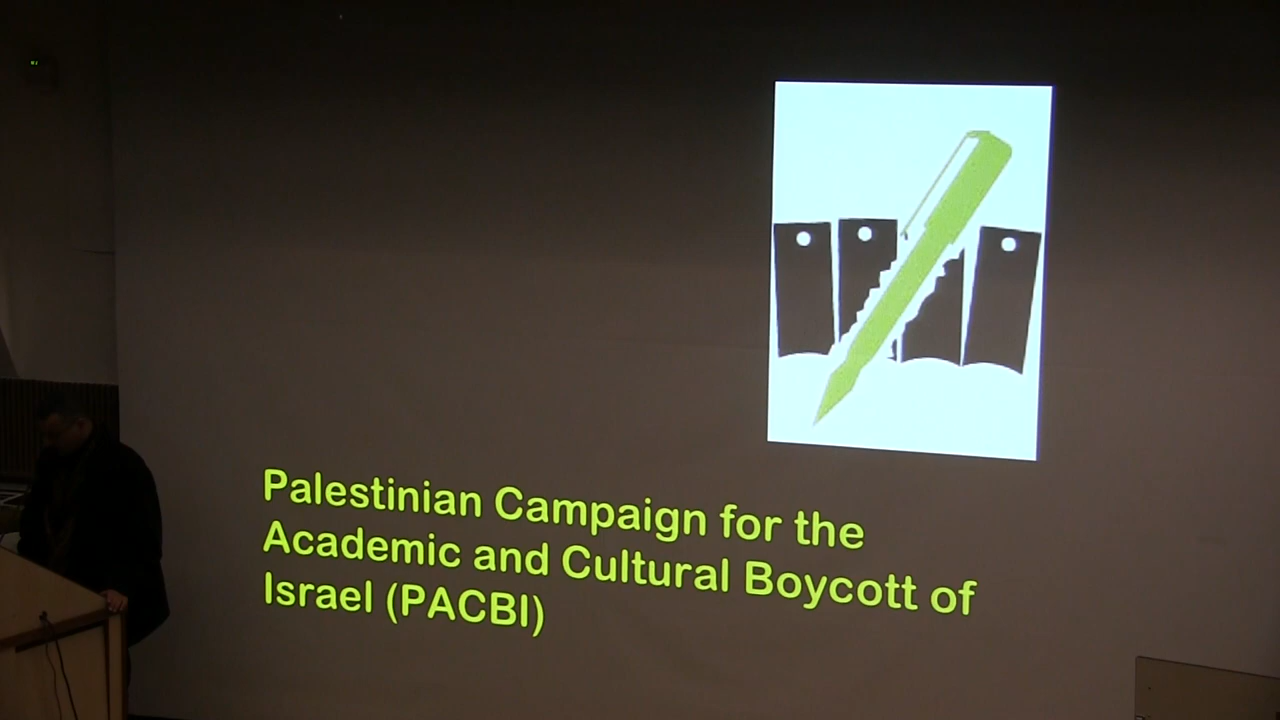 Palestinian Campaign for the
Academic and Cultural Boycott of
Israel (PACBI)